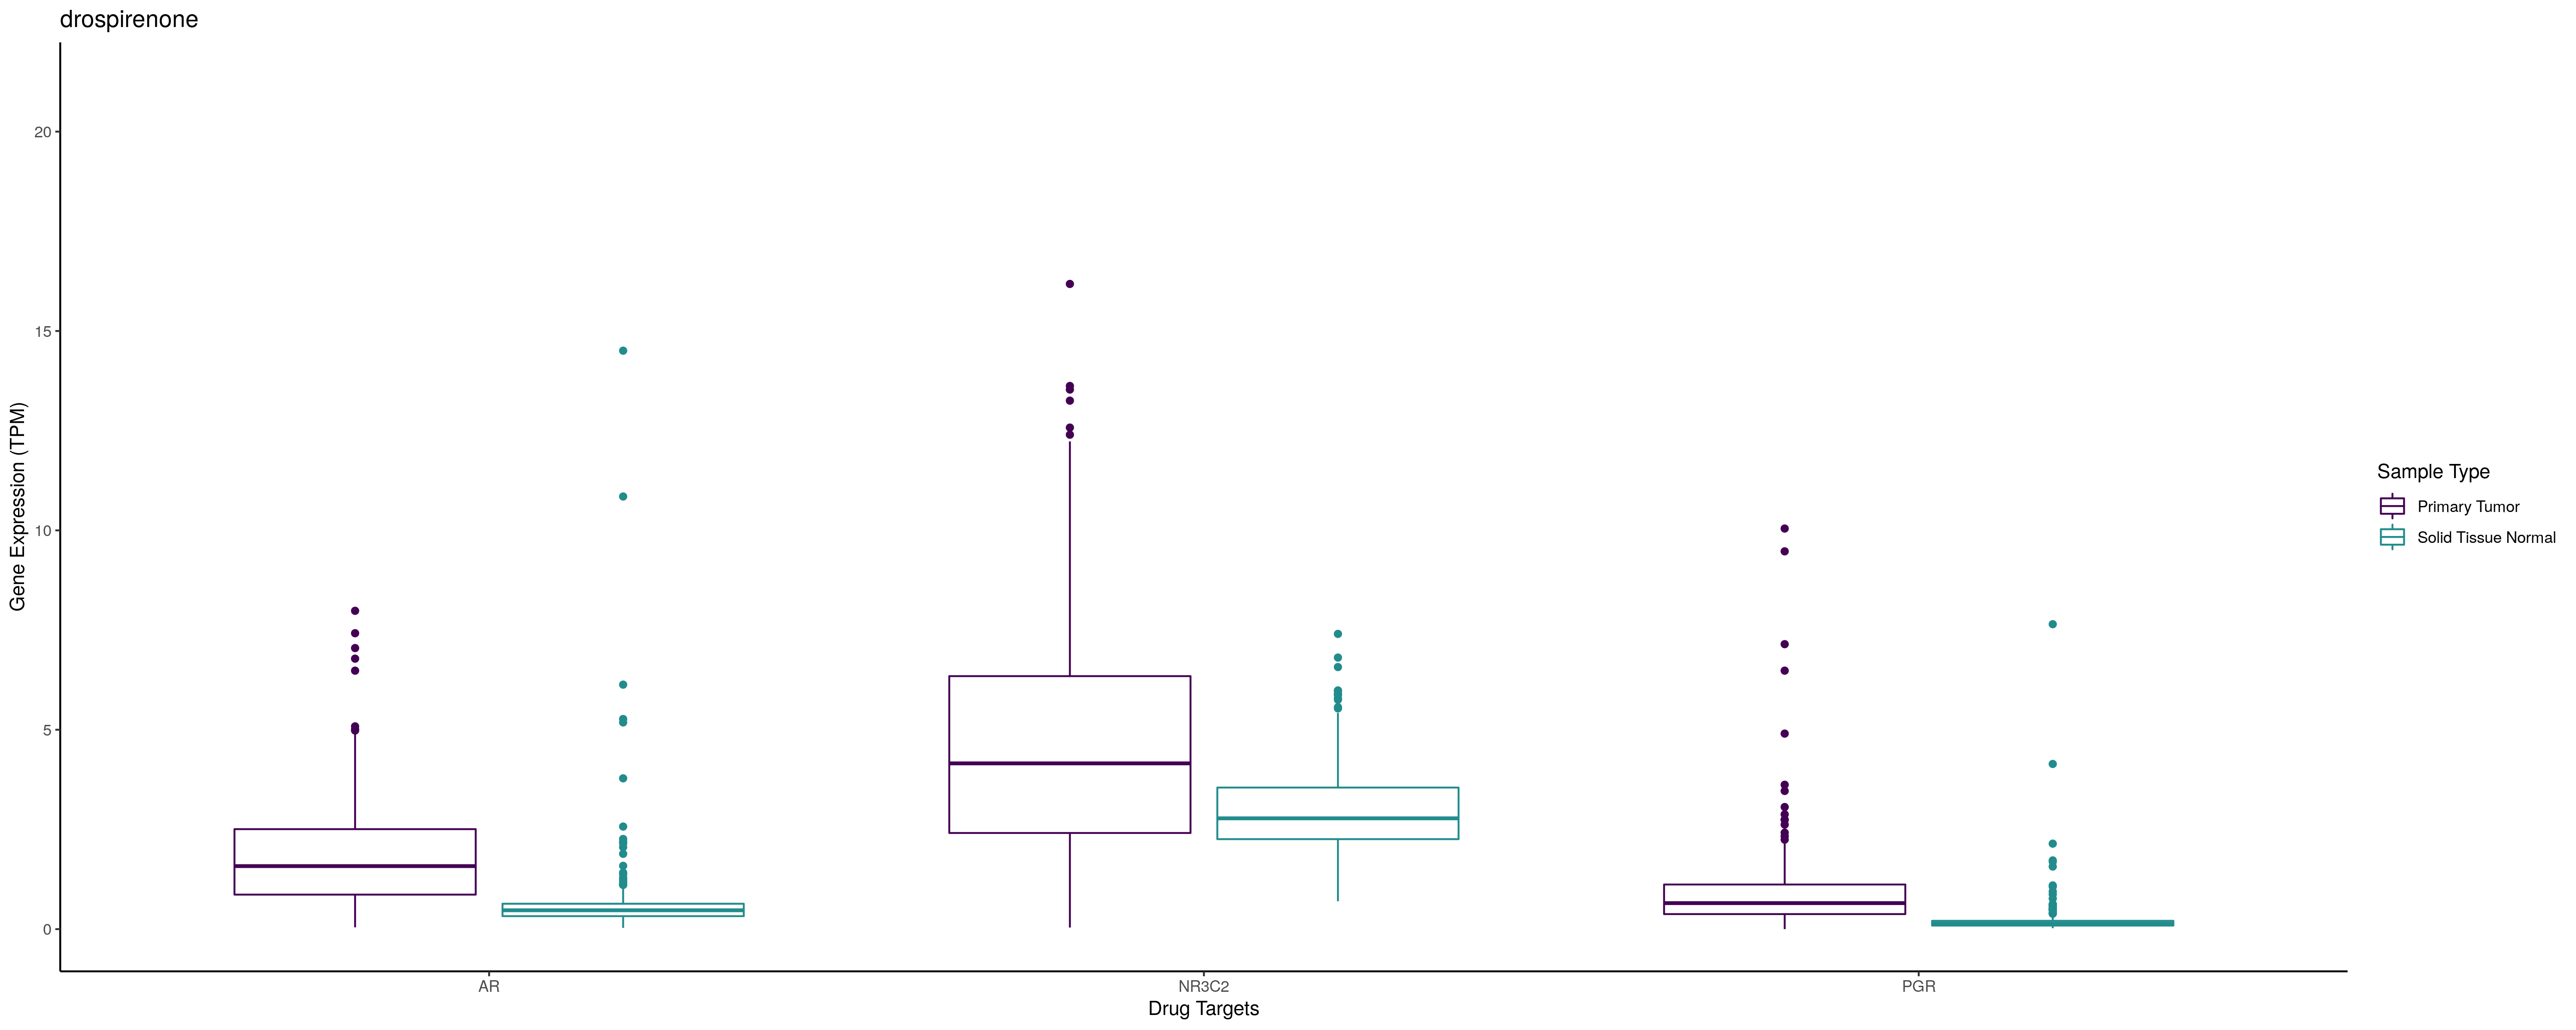 drospirenone
Gene Expression (TPM)
20
15
10
5
0
AR
NR3C2
PGR
Drug Targets
Sample Type
Primary Tumor
Solid Tissue Normal